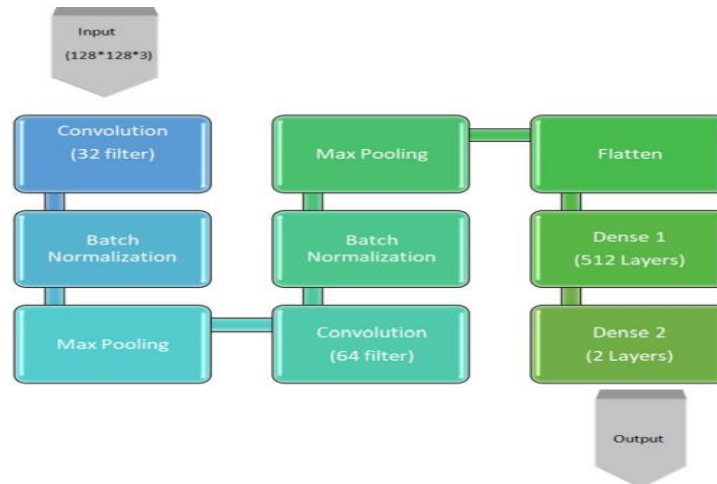 Input
(128*128*3)
Convolution
(32 filter)
Batch
Normalization
Max Pooling
Convolution
(64 filter)
Batch
Normalization
Max Pooling
Flatten
Dense 1
(512 Layers)
Dense 2
(2 Layers)
Output